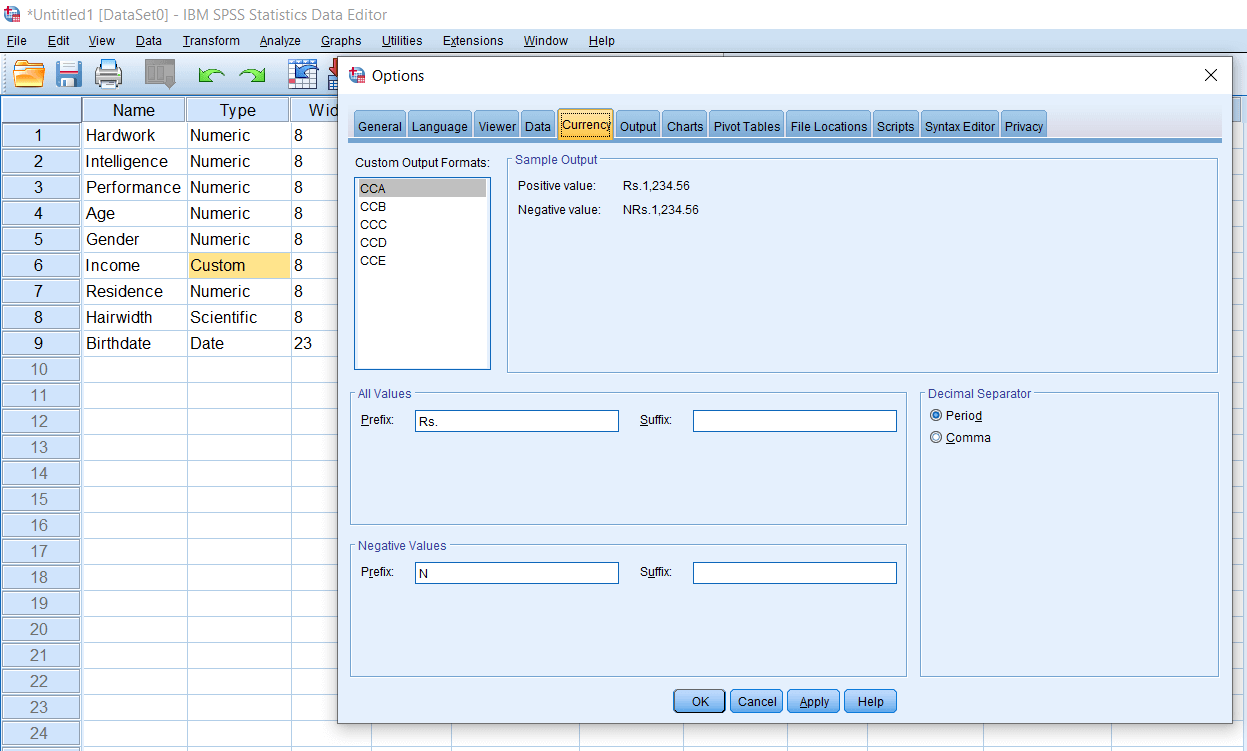 *Untitled1 [DataSet0] - IBM SPSS Statistics Data Editor
File Edit View Data Transform Analyze Graphs Utilities Extensions Window Help
Options
General Language Viewer Data Currency Output Charts Pivot Tables File Locations Scripts Syntax Editor Privacy
Name Type
1 Hardwork Numeric 8
2 Intelligence Numeric 8
3 Performance Numeric 8
4 Age Numeric 8
5 Gender Numeric 8
6 Income Custom 8
7 Residence Numeric 8
8 Hairwidth Scientific 8
9 Birthdate Date 23
10
11
12
13
14
15
16
17
18
19
20
21
22
23
24
Custom Output Formats:
CCA
CCB
CCC
CCD
CCE
Sample Output
Positive value: Rs.1,234.56
Negative value: NRs.1,234.56
All Values
Prefix: Rs. Suffix:
Negative Values
Prefix: N Suffix:
Decimal Separator
Period
Comma
OK Cancel Apply Help